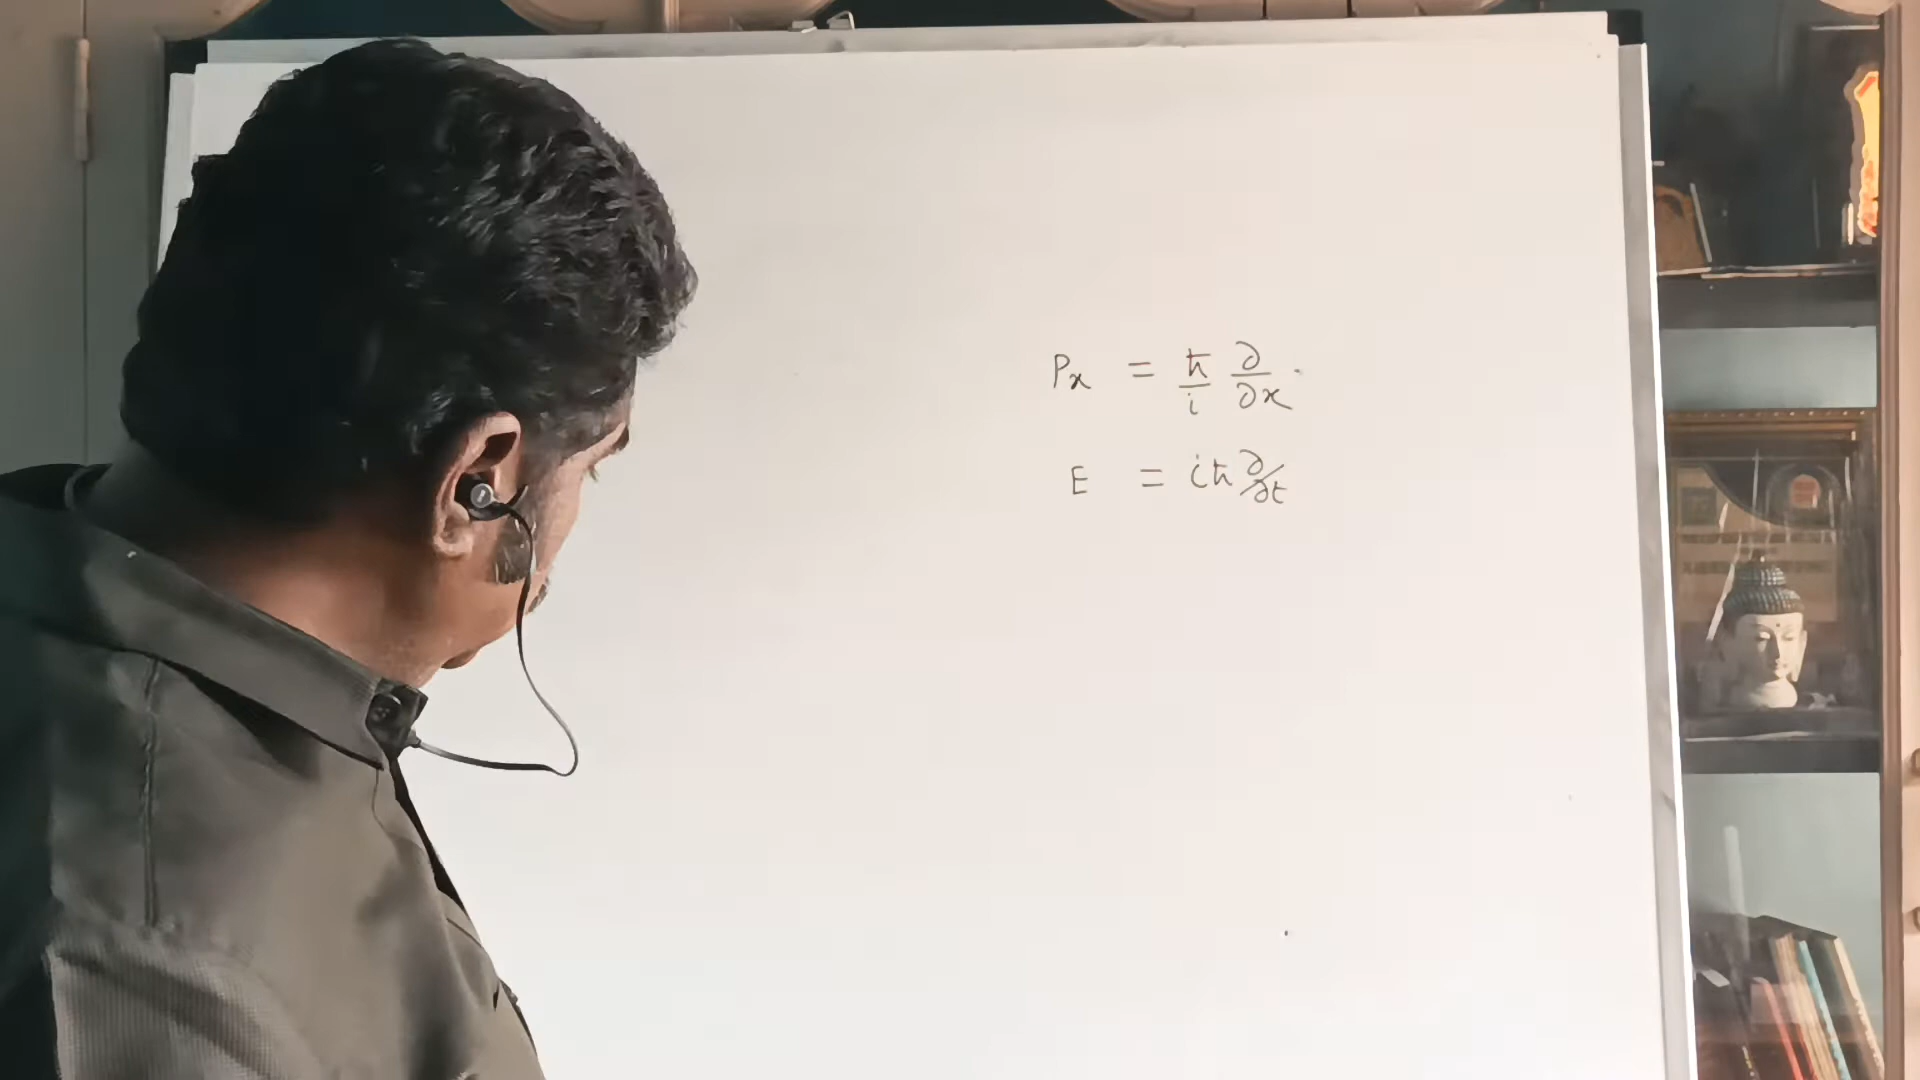 Px = ħ/i ∂/∂x
E = iħ ∂/∂t